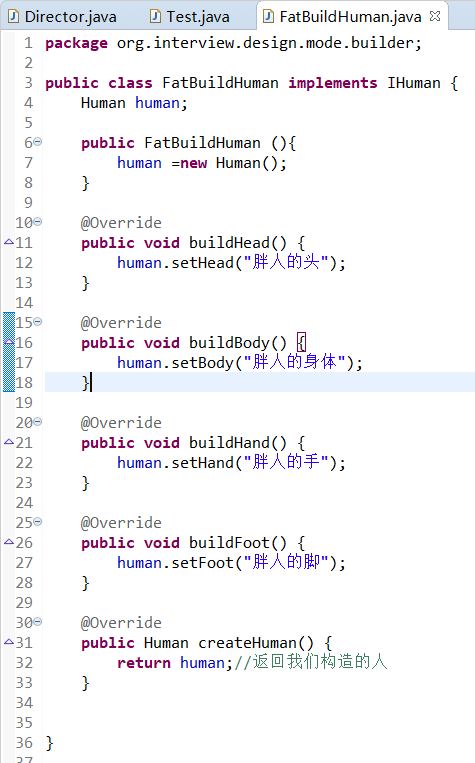 Director.java Test.java FatBuildHuman.java
1 package org.interview.design.mode.builder;
2
3 public class FatBuildHuman implements IHuman {
4 Human human;
5
6 public FatBuildHuman (){
7 human =new Human();
8 }
9
10 @Override
11 public void buildHead() {
12 human.setHead("胖人的头");
13 }
14
15 @Override
16 public void buildBody() {
17 human.setBody("胖人的身体");
18 }
19
20 @Override
21 public void buildHand() {
22 human.setHand("胖人的手");
23 }
24
25 @Override
26 public void buildFoot() {
27 human.setFoot("胖人的脚");
28 }
29
30 @Override
31 public Human createHuman() {
32 return human;//返回我们构造的人
33 }
34
35
36 }
37